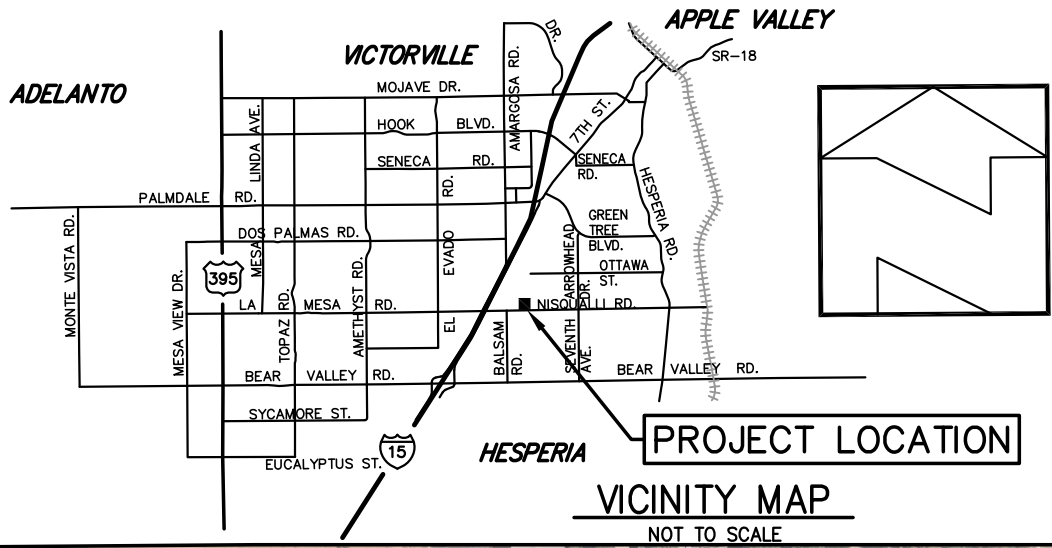 APPLE VALLEY
VICTORVILLE
ADELANTO
DR.
SR-18
MOJAVE DR.
LINDA AVE.
MESA
AMARGOSA RD.
7TH ST.
HOOK BLVD.
SENECA RD.
SENECA
RD.
HESPERIA RD.
PALMDALE RD.
MONTE VISTA RD.
DOS PALMAS RD.
EL EVADO RD.
GREEN
TREE
BLVD.
OTTAWA
ST.
ARROWHEAD
DR.
395
MESA VIEW DR.
TOPAZ RD.
AMETHYST RD.
LA MESA RD.
NISQUALLI RD.
BALSAM
RD.
SEVENTH
AVE.
BEAR VALLEY RD.
BEAR VALLEY RD.
SYCAMORE ST.
EUCALYPTUS ST.
15
HESPERIA
PROJECT LOCATION
VICINITY MAP
NOT TO SCALE